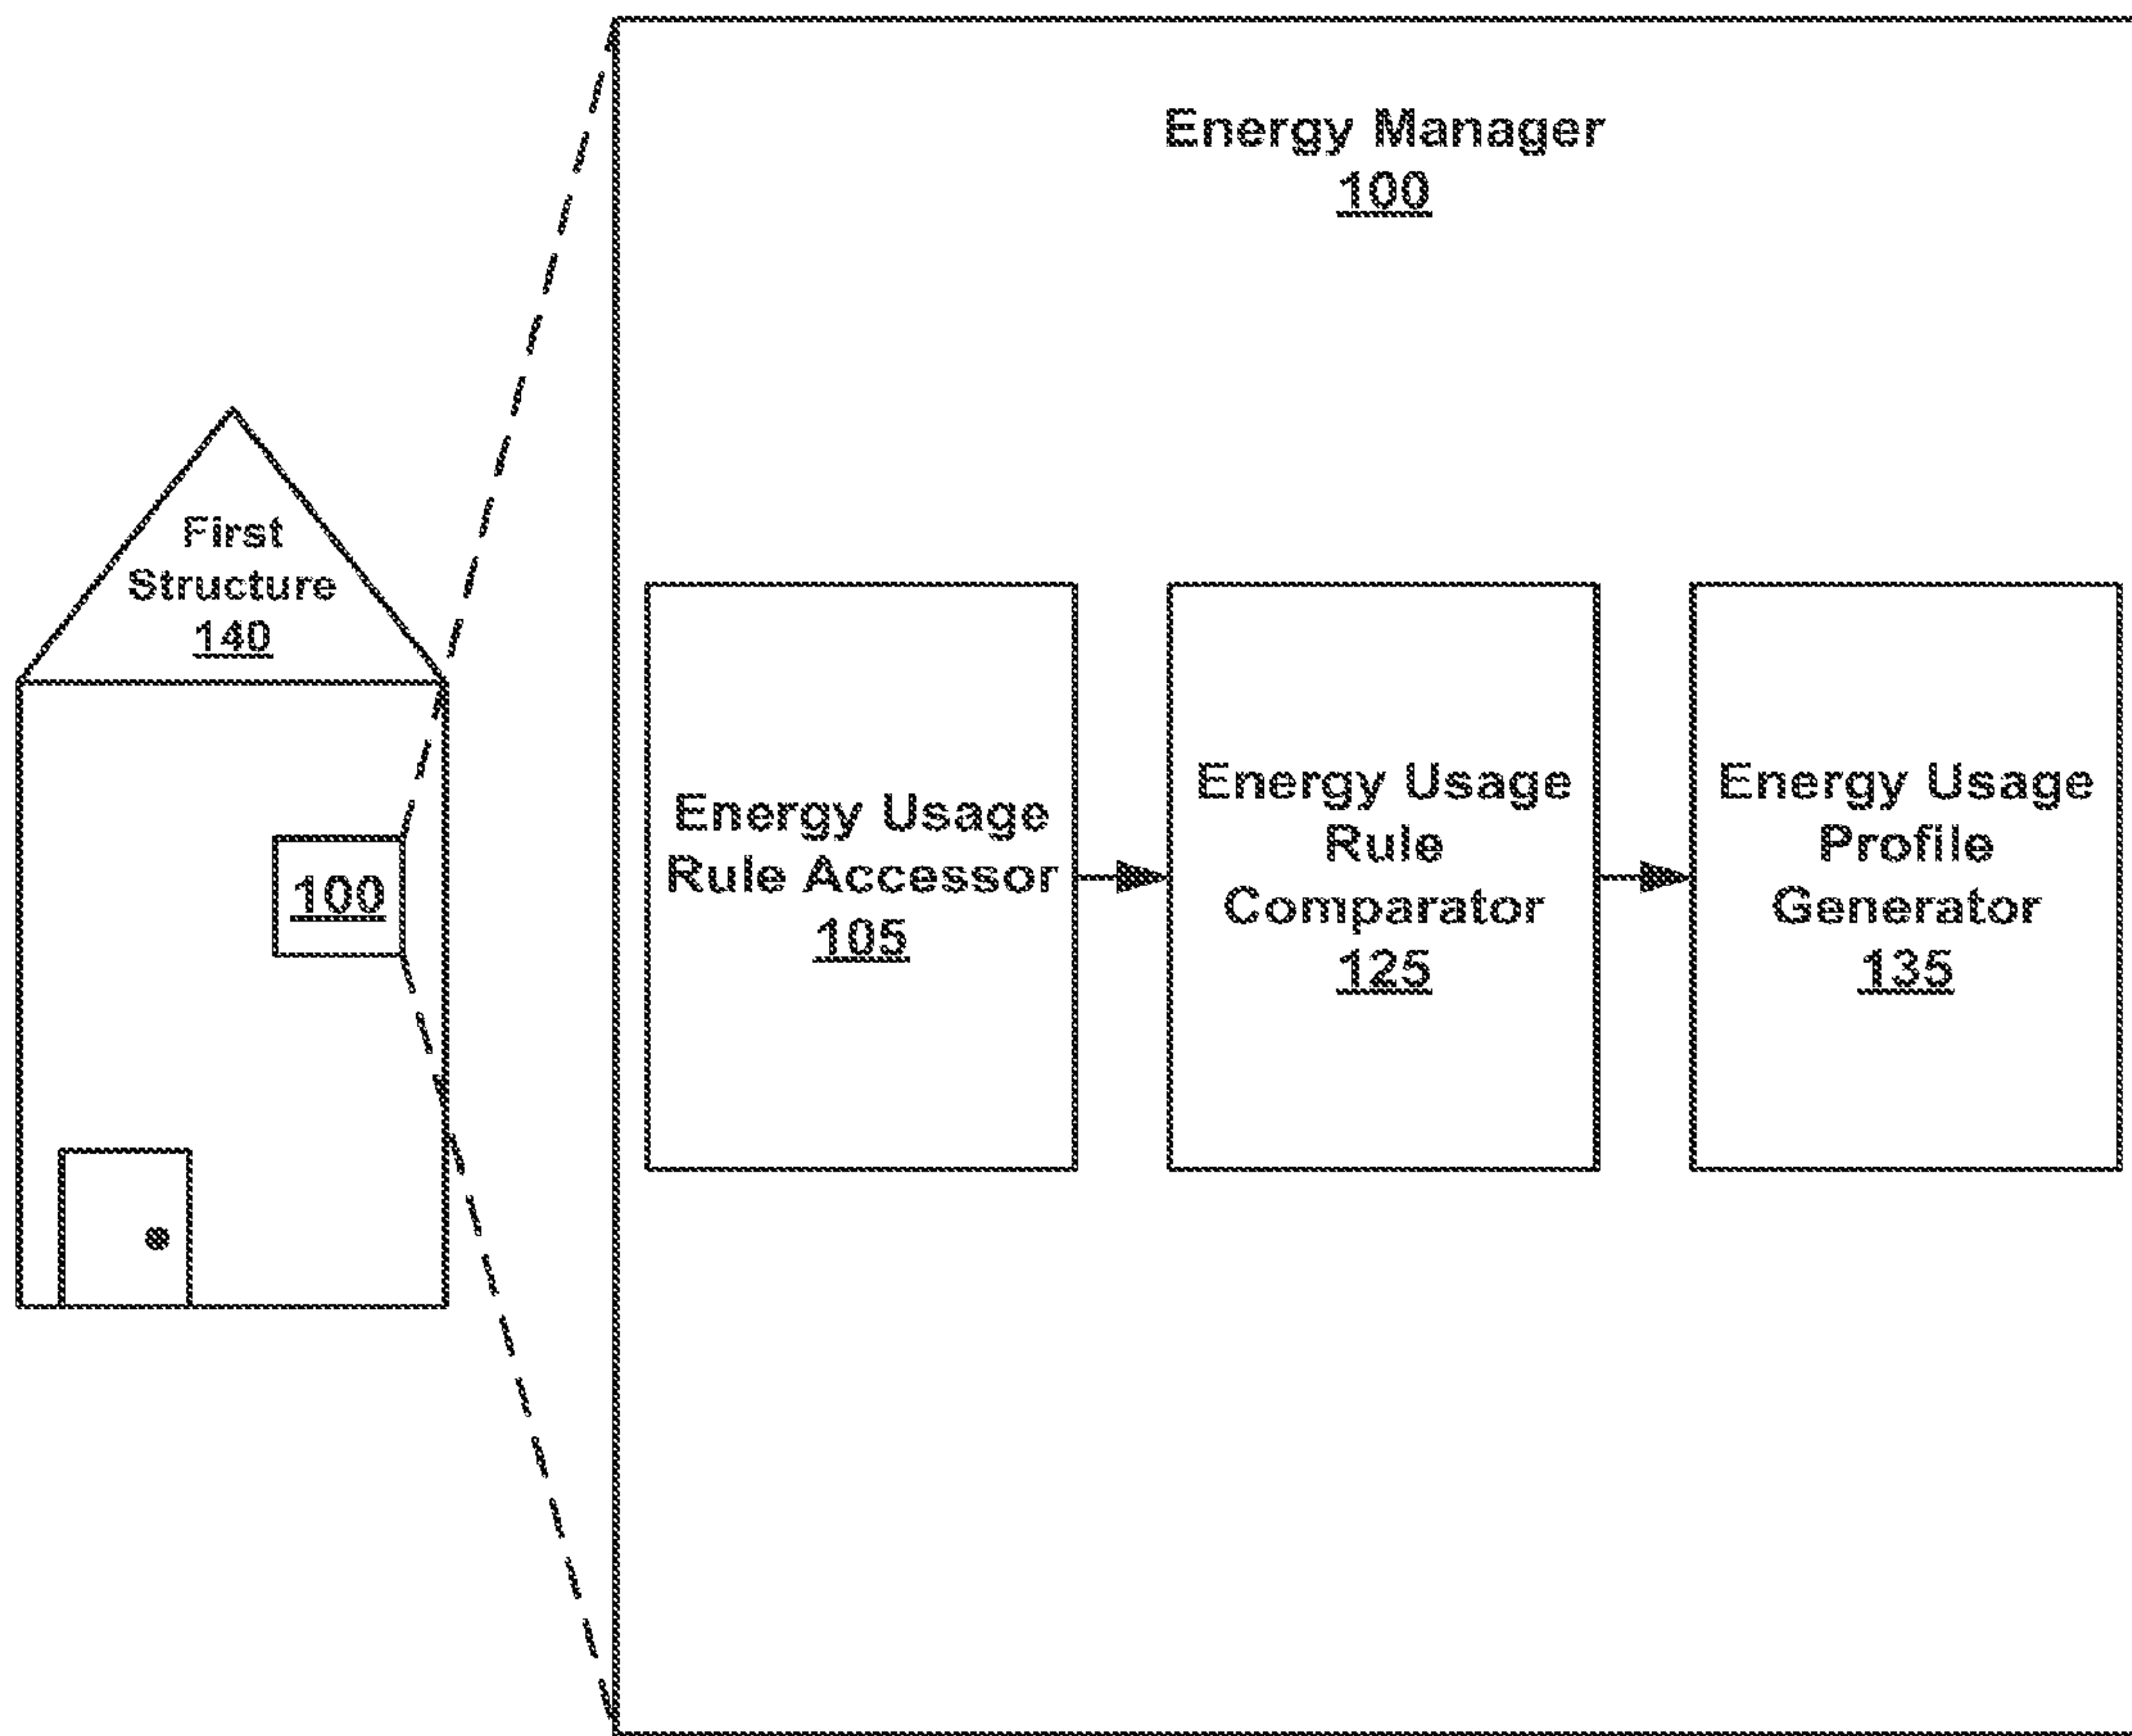 Energy Manager
100
First
Structure
140
100
Energy Usage
Rule Accessor
105
Energy Usage
Rule
Comparator
125
Energy Usage
Profile
Generator
135